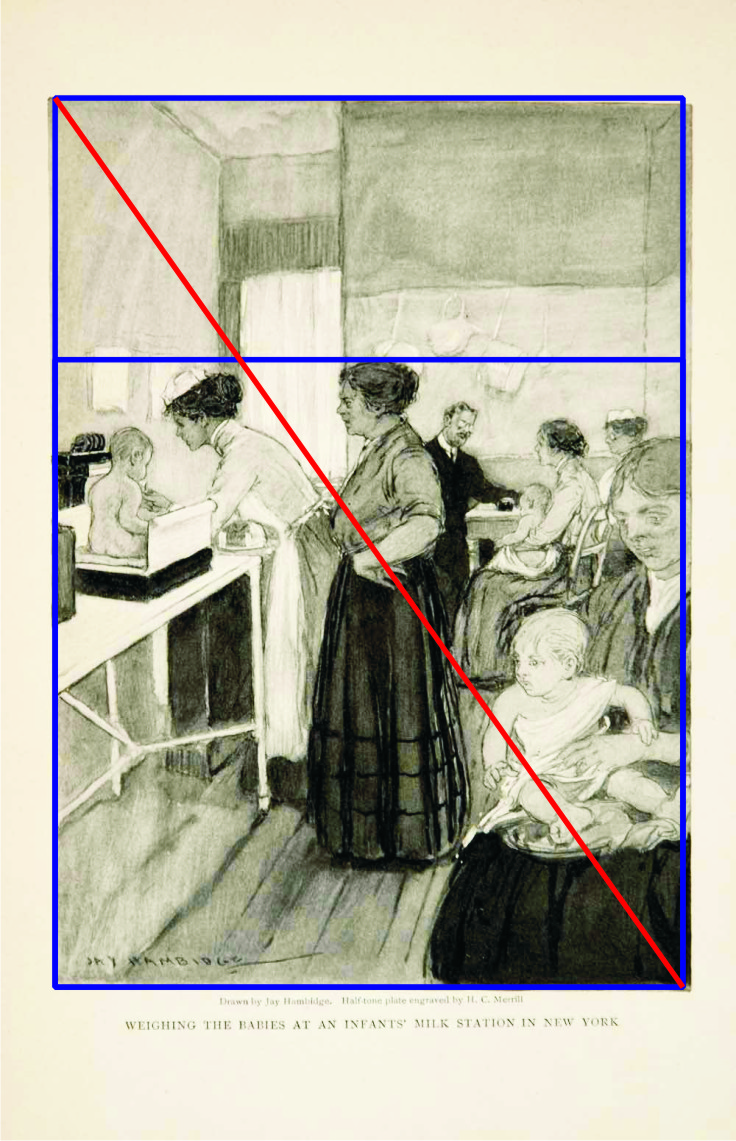 JAY HAMBIDGE
Drawn by Jay Hambidge. Half-tone plate engraved by H. C. Merrill
WEIGHING THE BABIES AT AN INFANTS' MILK STATION IN NEW YORK